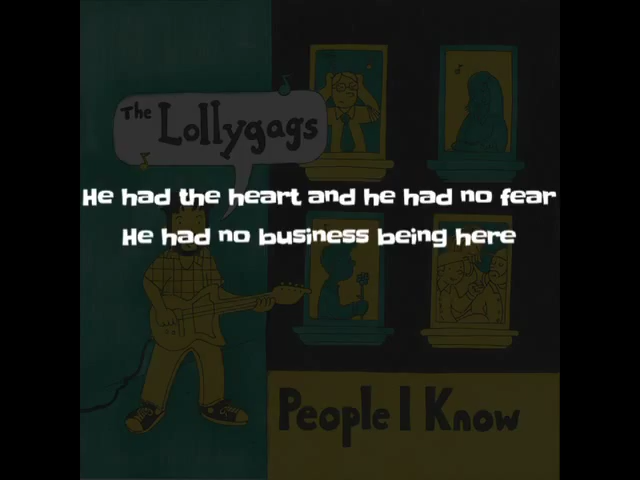 The
Lollygags
He had the heart and he had no fear
He had no business being here
People I Know